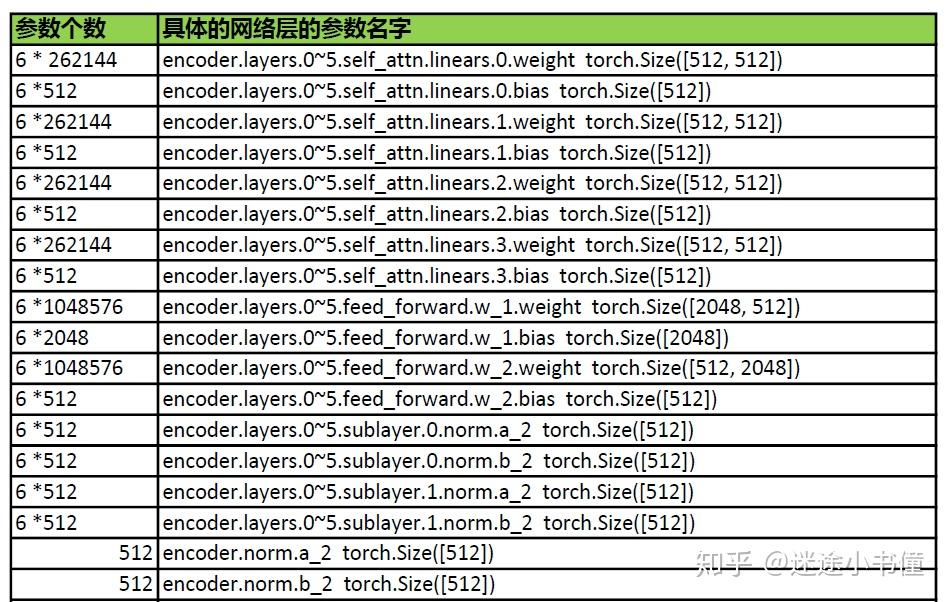 参数个数 具体的网络层的参数名字
6 * 262144 encoder.layers.0~5.self_attn.linears.0.weight torch.Size([512, 512])
6 *512 encoder.layers.0~5.self_attn.linears.0.bias torch.Size([512])
6 *262144 encoder.layers.0~5.self_attn.linears.1.weight torch.Size([512, 512])
6 *512 encoder.layers.0~5.self_attn.linears.1.bias torch.Size([512])
6 *262144 encoder.layers.0~5.self_attn.linears.2.weight torch.Size([512, 512])
6 *512 encoder.layers.0~5.self_attn.linears.2.bias torch.Size([512])
6 *262144 encoder.layers.0~5.self_attn.linears.3.weight torch.Size([512, 512])
6 *512 encoder.layers.0~5.self_attn.linears.3.bias torch.Size([512])
6 *1048576 encoder.layers.0~5.feed_forward.w_1.weight torch.Size([2048, 512])
6 *2048 encoder.layers.0~5.feed_forward.w_1.bias torch.Size([2048])
6 *1048576 encoder.layers.0~5.feed_forward.w_2.weight torch.Size([512, 2048])
6 *512 encoder.layers.0~5.feed_forward.w_2.bias torch.Size([512])
6 *512 encoder.layers.0~5.sublayer.0.norm.a_2 torch.Size([512])
6 *512 encoder.layers.0~5.sublayer.0.norm.b_2 torch.Size([512])
6 *512 encoder.layers.0~5.sublayer.1.norm.a_2 torch.Size([512])
6 *512 encoder.layers.0~5.sublayer.1.norm.b_2 torch.Size([512])
512 encoder.norm.a_2 torch.Size([512])
512 encoder.norm.b_2 torch.Size([512])
知乎 @迷途小书僮